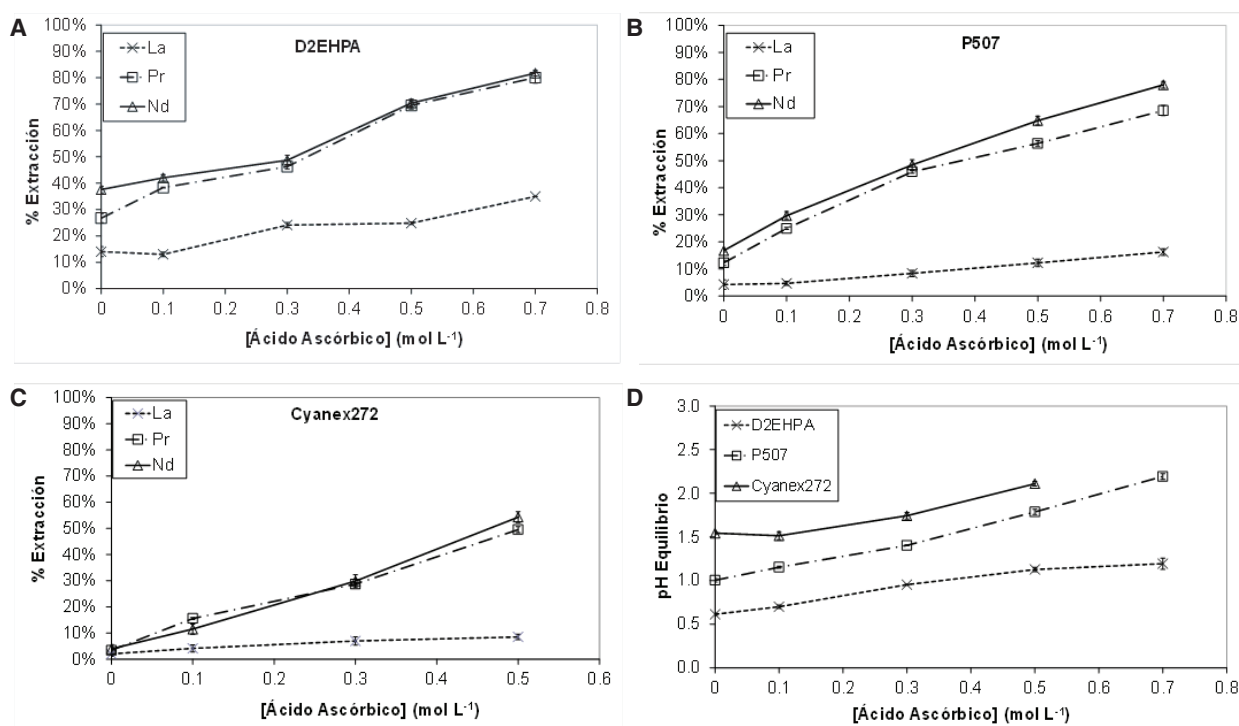 A
D2EHPA
La
Pr
Nd
100%
90%
80%
70%
60%
50%
40%
30%
20%
10%
0%
% Extracción
0 0.1 0.2 0.3 0.4 0.5 0.6 0.7 0.8
[Ácido Ascórbico] (mol L-1)
B
P507
La
Pr
Nd
100%
90%
80%
70%
60%
50%
40%
30%
20%
10%
0%
% Extracción
0 0.1 0.2 0.3 0.4 0.5 0.6 0.7 0.8
[Ácido Ascórbico] (mol L-1)
C
Cyanex272
La
Pr
Nd
100%
90%
80%
70%
60%
50%
40%
30%
20%
10%
0%
% Extracción
0 0.1 0.2 0.3 0.4 0.5 0.6
[Ácido Ascórbico] (mol L-1)
D
D2EHPA
P507
Cyanex272
3.0
2.5
2.0
1.5
1.0
0.5
0.0
pH Equilibrio
0 0.1 0.2 0.3 0.4 0.5 0.6 0.7 0.8
[Ácido Ascórbico] (mol L-1)